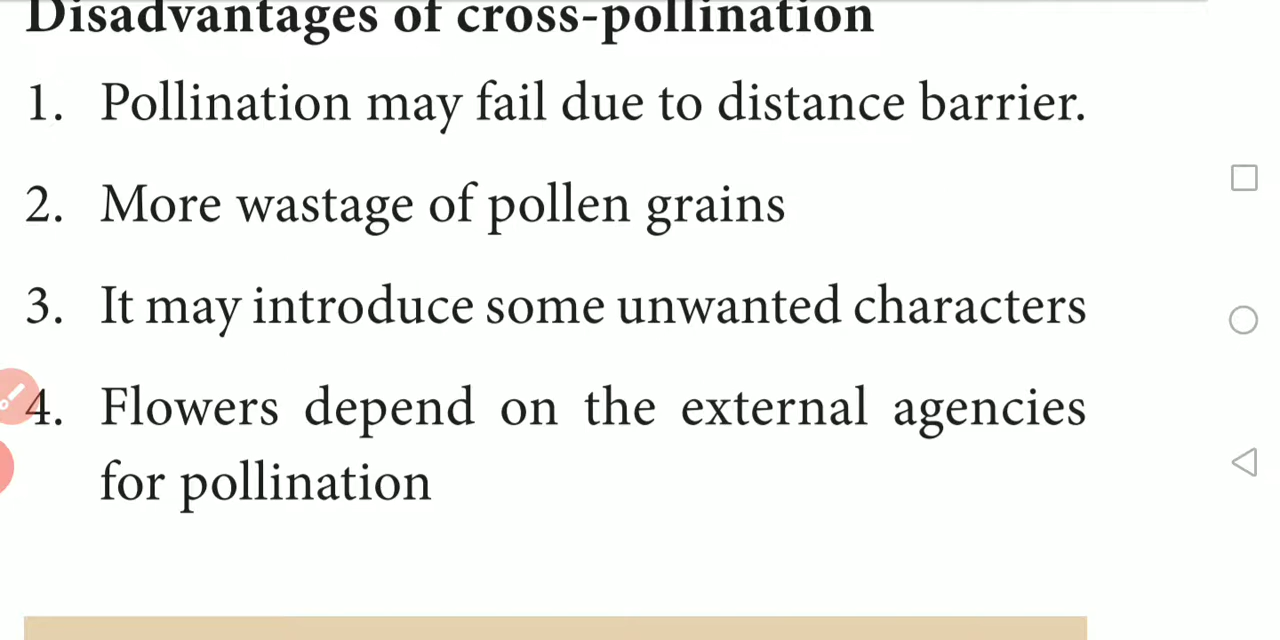 Disadvantages of cross-pollination
1. Pollination may fail due to distance barrier.
2. More wastage of pollen grains
3. It may introduce some unwanted characters
4. Flowers depend on the external agencies
for pollination